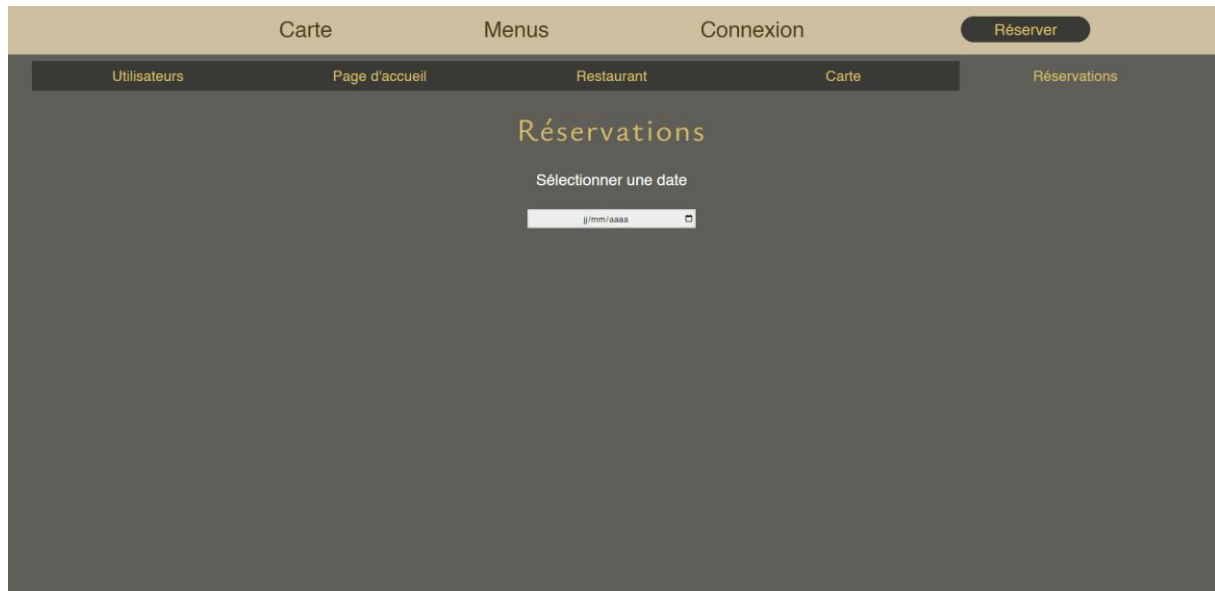 Carte Menus Connexion Réserver
Utilisateurs Page d'accueil Restaurant Carte Réservations
Réservations
Sélectionner une date
jj/mm/aaaa